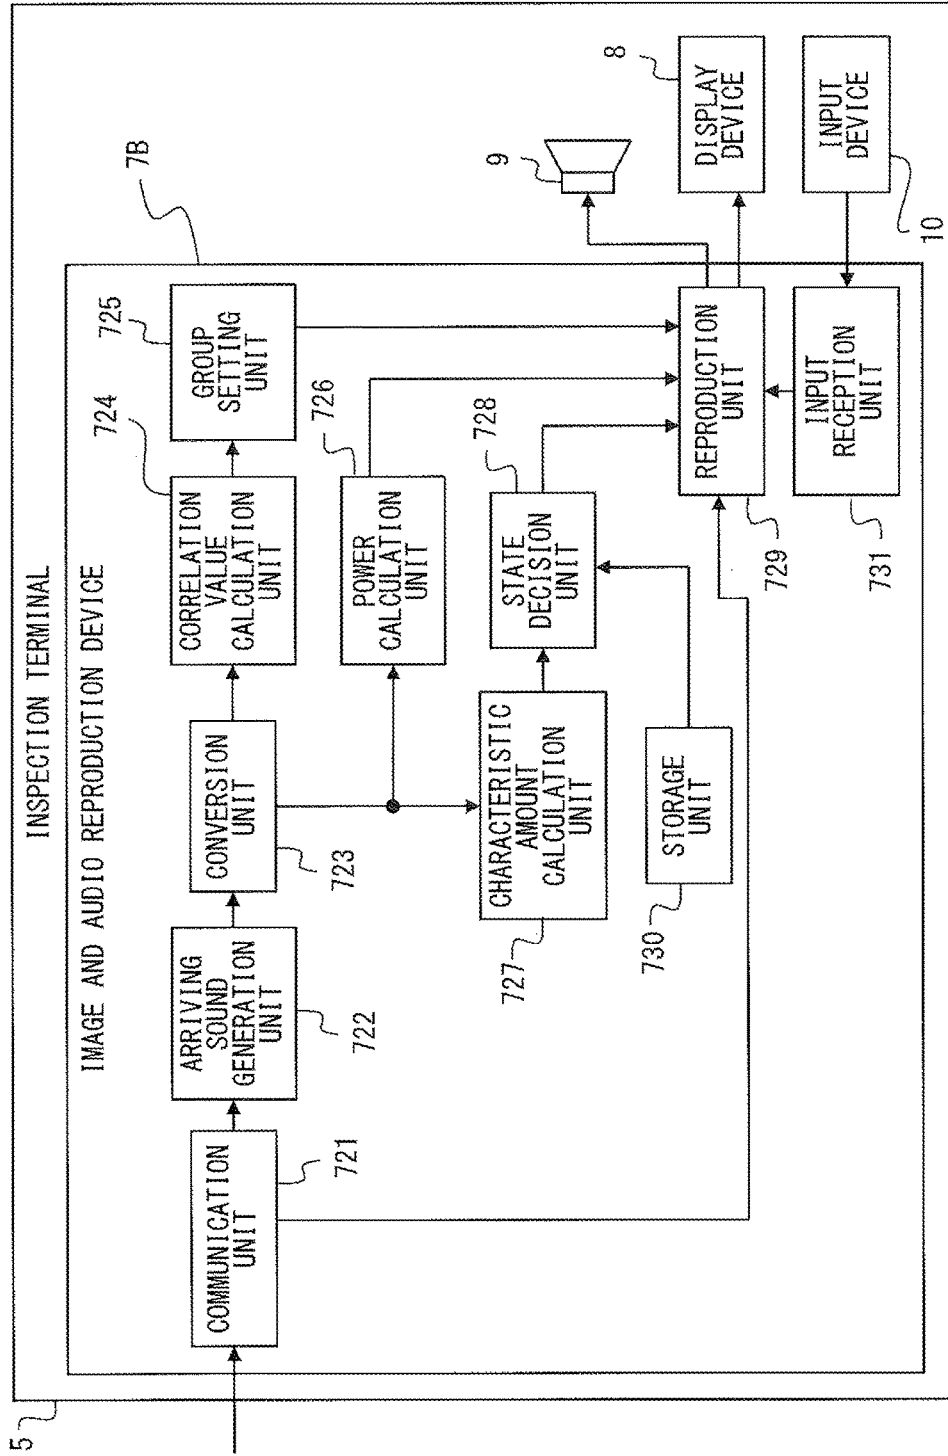 5
INSPECTION TERMINAL
7B
IMAGE AND AUDIO REPRODUCTION DEVICE
COMMUNICATION
UNIT
721
ARRIVING
SOUND
GENERATION
UNIT
722
CONVERSION
UNIT
723
CORRELATION
VALUE
CALCULATION
UNIT
724
GROUP
SETTING
UNIT
725
POWER
CALCULATION
UNIT
726
CHARACTERISTIC
AMOUNT
CALCULATION
UNIT
727
STATE
DECISION
UNIT
728
STORAGE
UNIT
730
REPRODUCTION
UNIT
729
INPUT
RECEPTION
UNIT
731
9
8
DISPLAY
DEVICE
INPUT
DEVICE
10